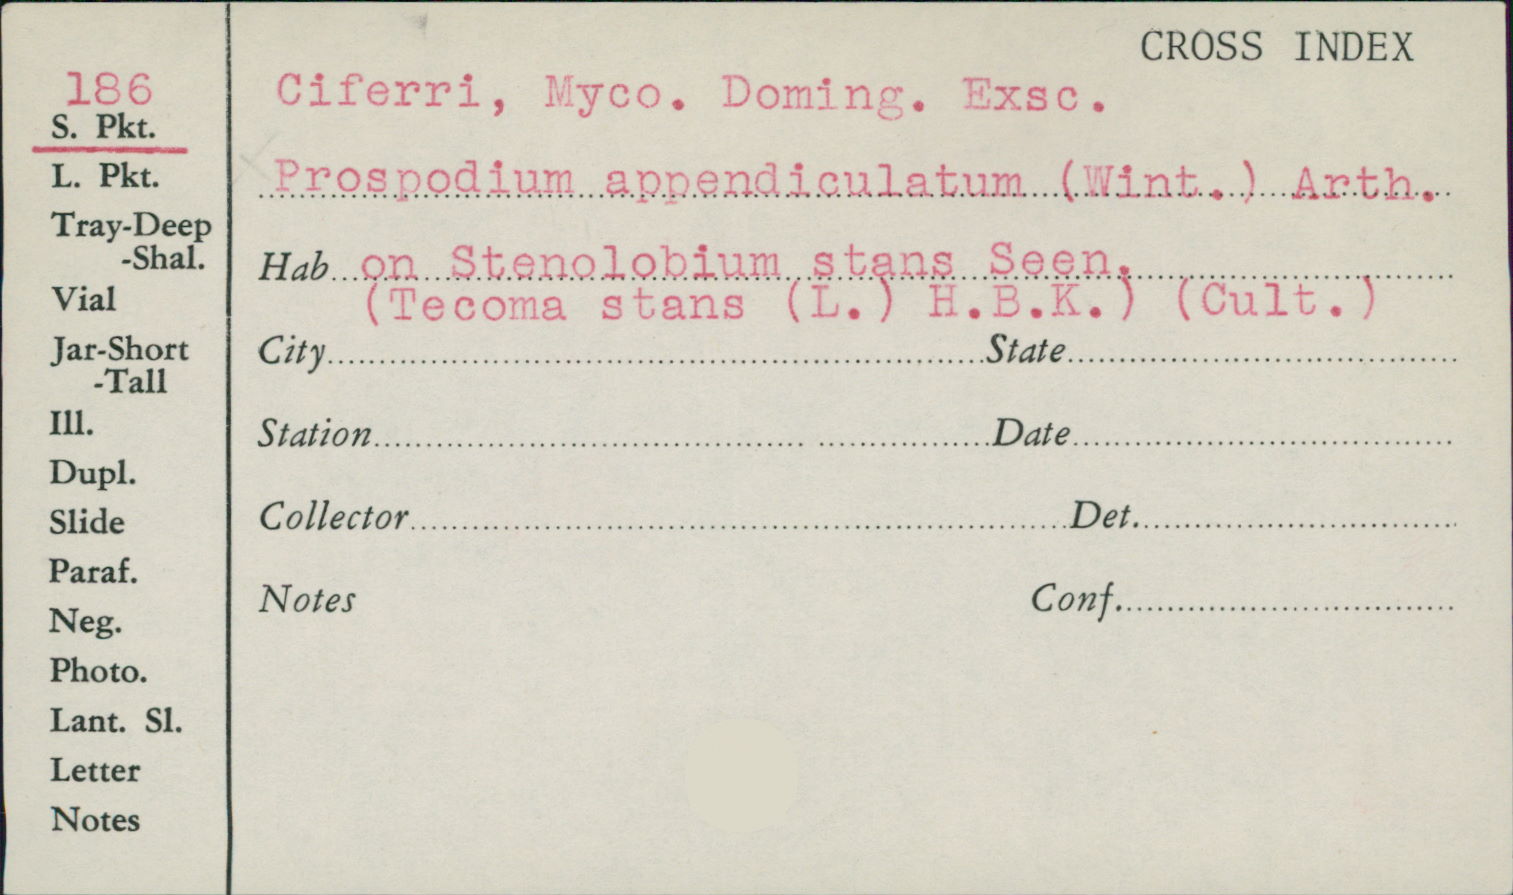 CROSS INDEX
186
Ciferri, Myco. Doming. Exsc.
S. Pkt.
Prospodium appendiculatum (Wint.) Arth.
L. Pkt.
Tray-Deep
-Shal.
Hab on Stenolobium stans Seen.
(Tecoma stans (L.) H.B.K.) (Cult.)
Vial
City State
Jar-Short
-Tall
Ill.
Station Date
Dupl.
Slide
Collector Det.
Paraf.
Neg.
Notes Conf.
Photo.
Lant. Sl.
Letter
Notes